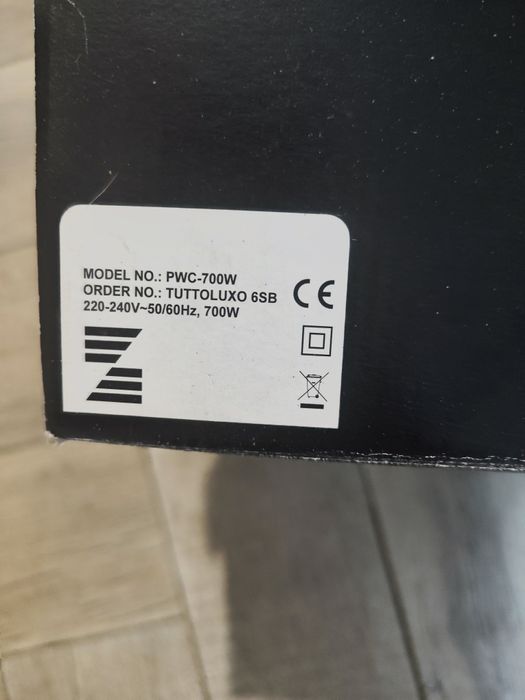 MODEL NO.: PWC-700W
ORDER NO.: TUTTOLUXO 6SB
220-240V~50/60Hz, 700W
CE